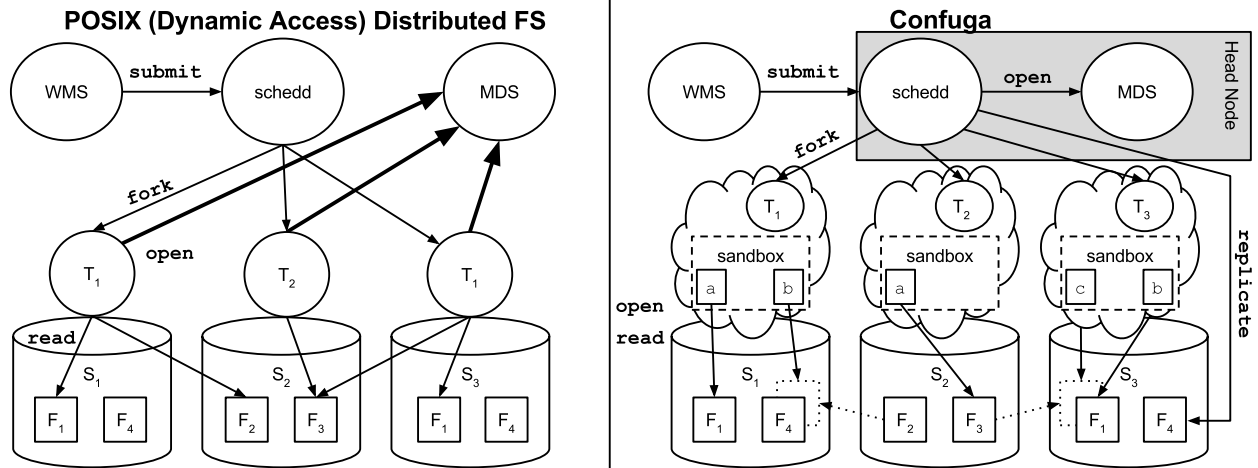 POSIX (Dynamic Access) Distributed FS
WMS
submit
schedd
MDS
fork
open
T1
T2
T1
read
S1
S2
S3
F1
F4
F2
F3
F1
F4
Confuga
WMS
submit
schedd
open
MDS
Head Node
fork
T1
T2
T3
sandbox
sandbox
sandbox
a
b
a
c
b
replicate
open
read
S1
S2
S3
F1
F4
F2
F3
F1
F4